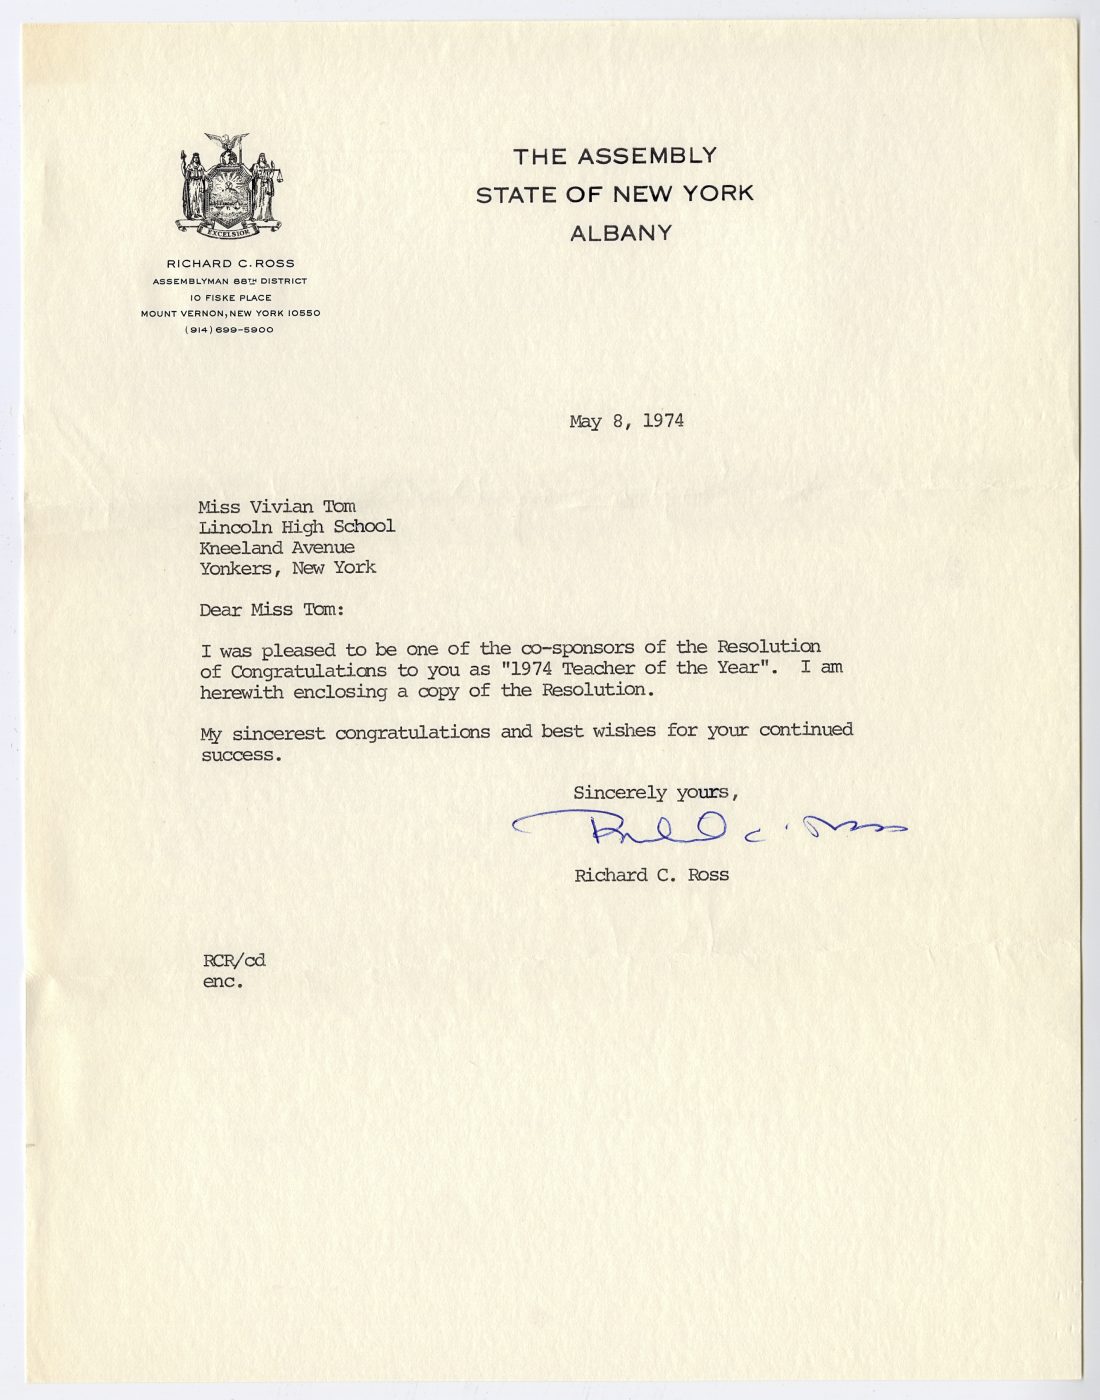 EXCELSIOR
RICHARD C. ROSS
ASSEMBLYMAN 88TH DISTRICT
10 FISKE PLACE
MOUNT VERNON, NEW YORK 10550
(914) 699-5900
THE ASSEMBLY
STATE OF NEW YORK
ALBANY
May 8, 1974
Miss Vivian Tom
Lincoln High School
Kneeland Avenue
Yonkers, New York
Dear Miss Tom:
I was pleased to be one of the co-sponsors of the Resolution
of Congratulations to you as "1974 Teacher of the Year". I am
herewith enclosing a copy of the Resolution.
My sincerest congratulations and best wishes for your continued
success.
Sincerely yours,
Richard C. Ross
Richard C. Ross
RCR/cd
enc.